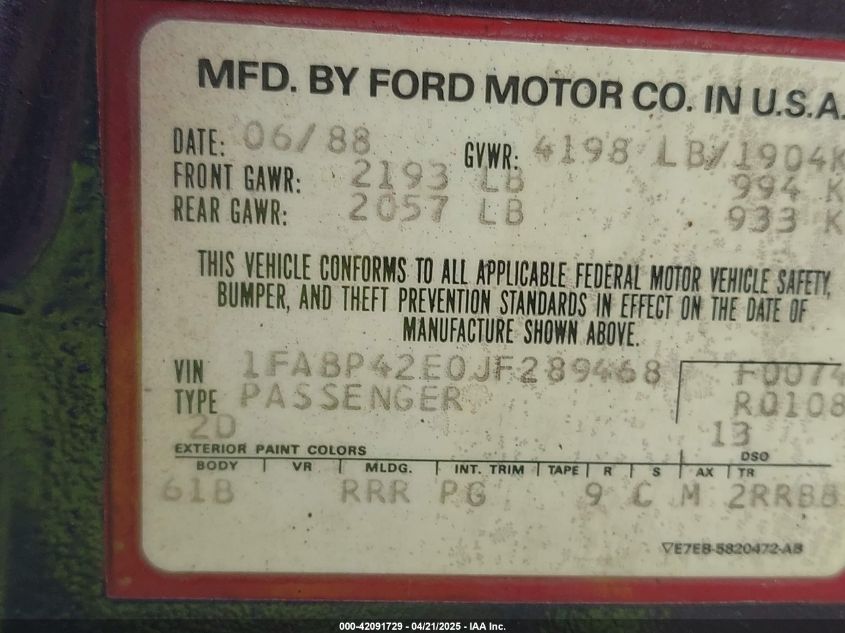 MFD. BY FORD MOTOR CO. IN U.S.A.
DATE: 06/88 GVWR: 4198 LB/1904K
FRONT GAWR: 2193 LB 994 K
REAR GAWR: 2057 LB 933 K
THIS VEHICLE CONFORMS TO ALL APPLICABLE FEDERAL MOTOR VEHICLE SAFETY,
BUMPER, AND THEFT PREVENTION STANDARDS IN EFFECT ON THE DATE OF
MANUFACTURE SHOWN ABOVE.
VIN 1FABP42E0JF289468 F0074
TYPE PASSENGER R0108
2D 13
EXTERIOR PAINT COLORS DSO
BODY VR MLDG. INT. TRIM TAPE R S AX TR
61B RRR PG 9 C M 2RRBB
E7EB-5820472-AB
000-42091729 - 04/21/2025 - IAA Inc.